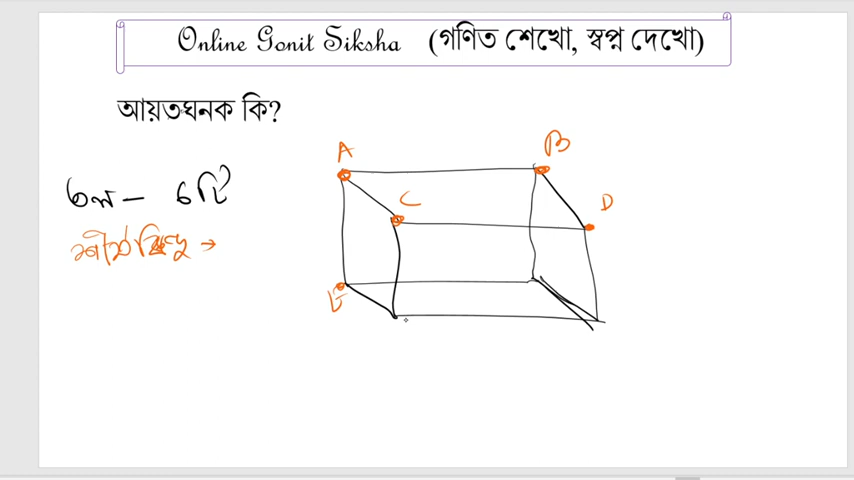 Online Gonit Siksha (গণিত শেখো, স্বপ্ন দেখো)
আয়তঘনক কি?
তল - ৬টি
শীর্ষবিন্দু →
A
B
C
D
E